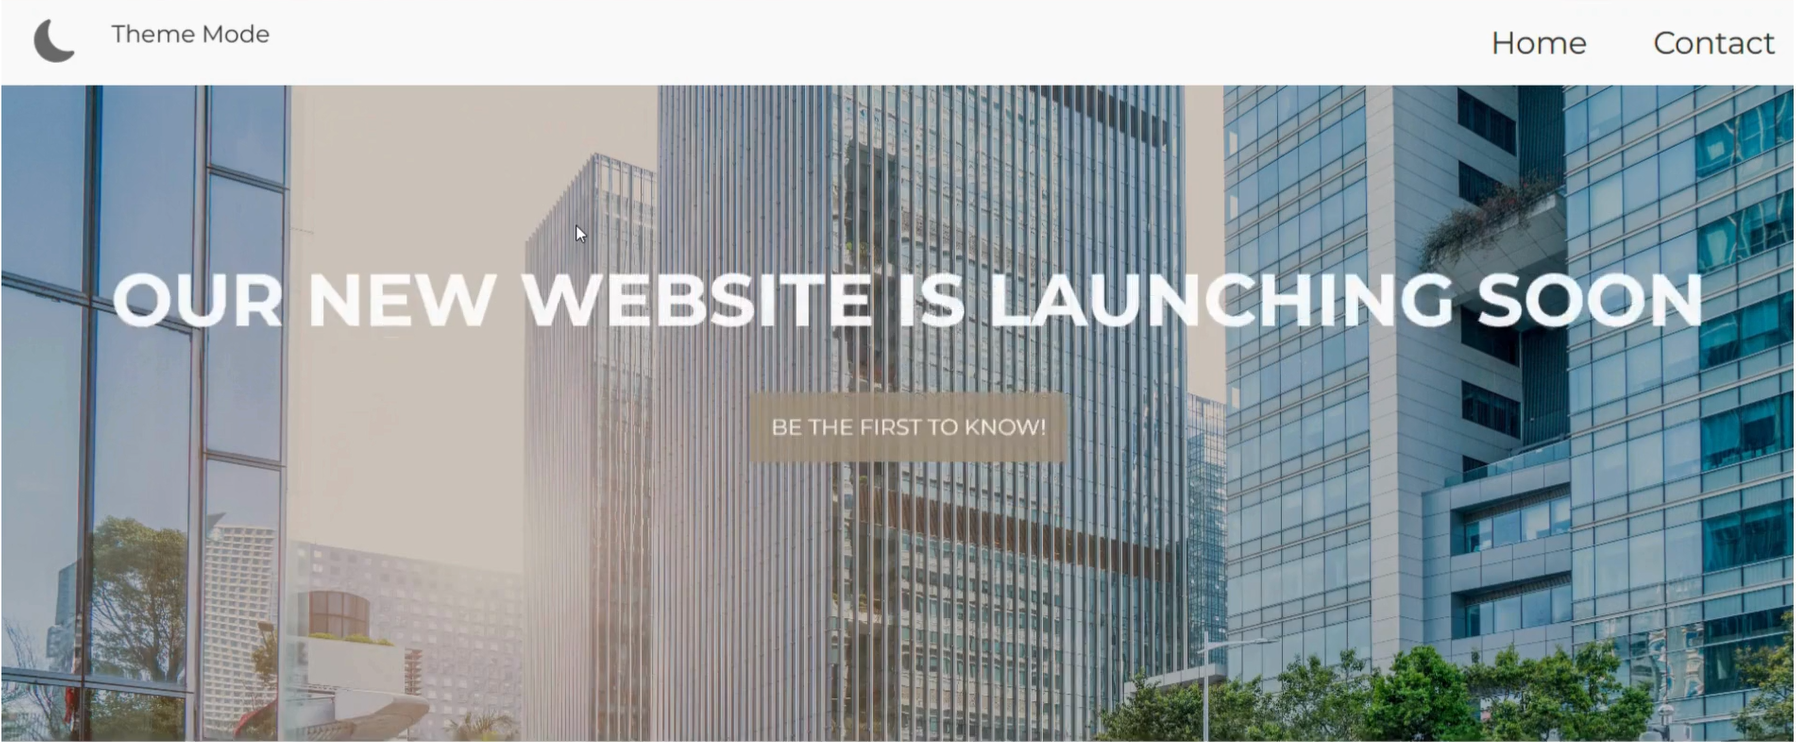 Theme Mode
Home
Contact
OUR NEW WEBSITE IS LAUNCHING SOON
BE THE FIRST TO KNOW!